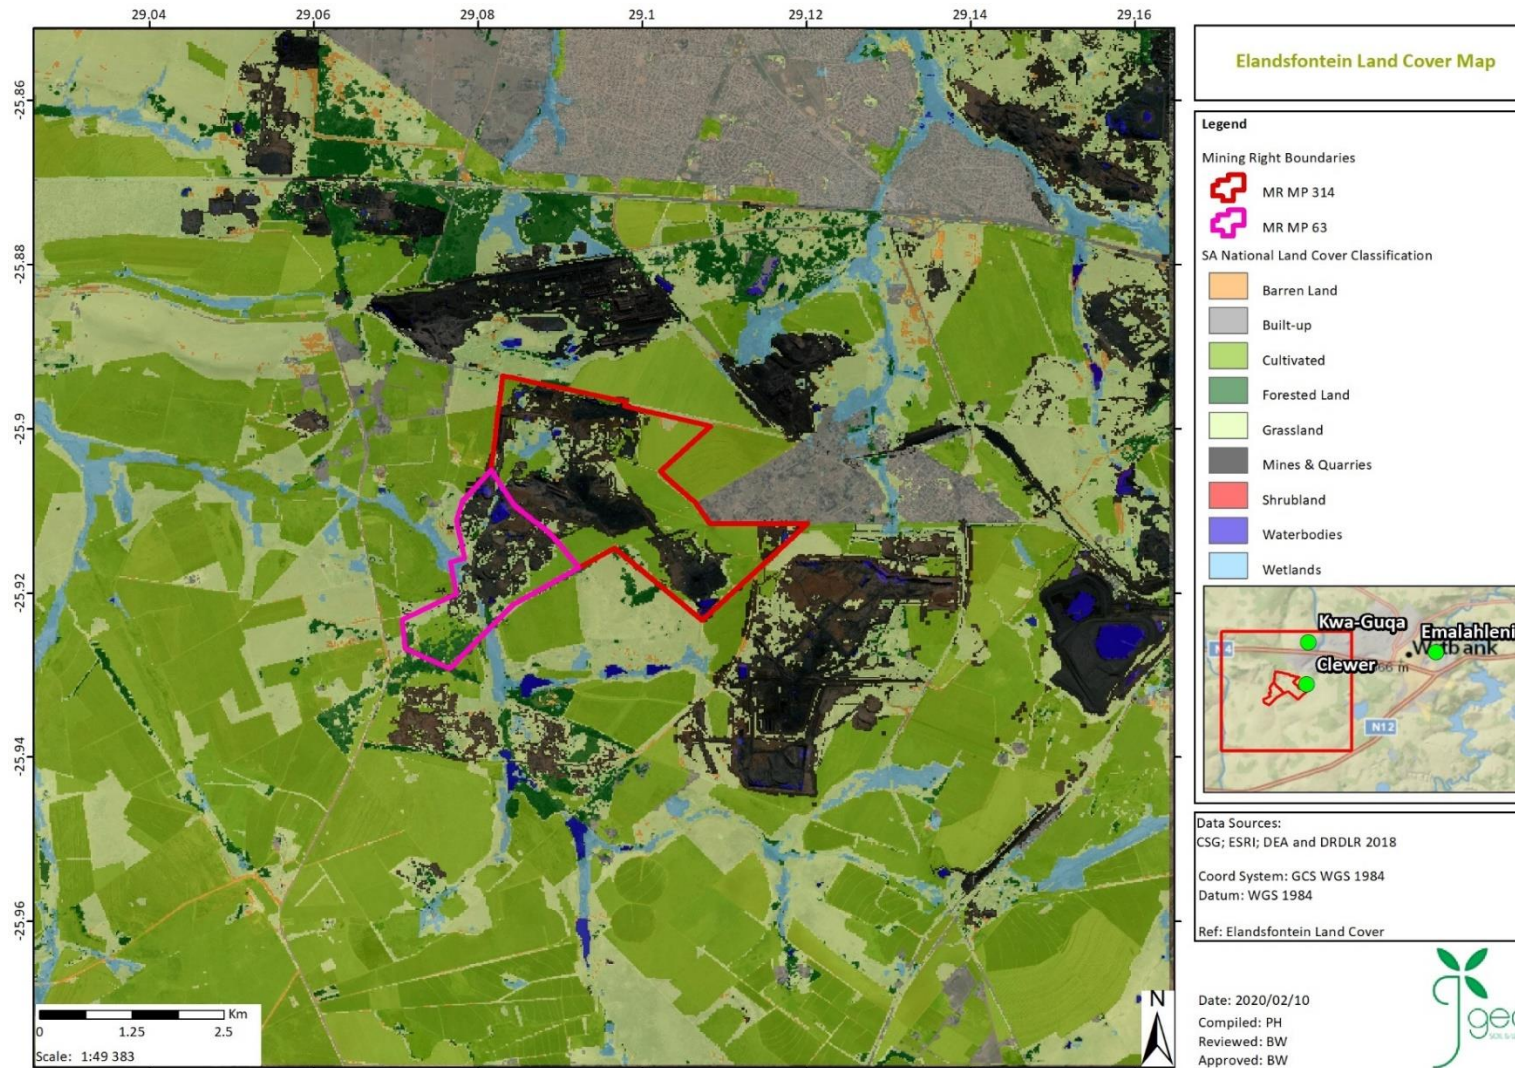 29.04 29.06 29.08 29.1 29.12 29.14 29.16
-25.86
-25.88
-25.9
-25.92
-25.94
-25.96
Km
0 1.25 2.5
Scale: 1:49 383
N
Elandsfontein Land Cover Map
Legend
Mining Right Boundaries
MR MP 314
MR MP 63
SA National Land Cover Classification
Barren Land
Built-up
Cultivated
Forested Land
Grassland
Mines & Quarries
Shrubland
Waterbodies
Wetlands
Kwa-Guqa
Emalahleni
N4
Witbank
Clewer
66 m
N12
Data Sources:
CSG; ESRI; DEA and DRDLR 2018
Coord System: GCS WGS 1984
Datum: WGS 1984
Ref: Elandsfontein Land Cover
Date: 2020/02/10
Compiled: PH
Reviewed: BW
Approved: BW